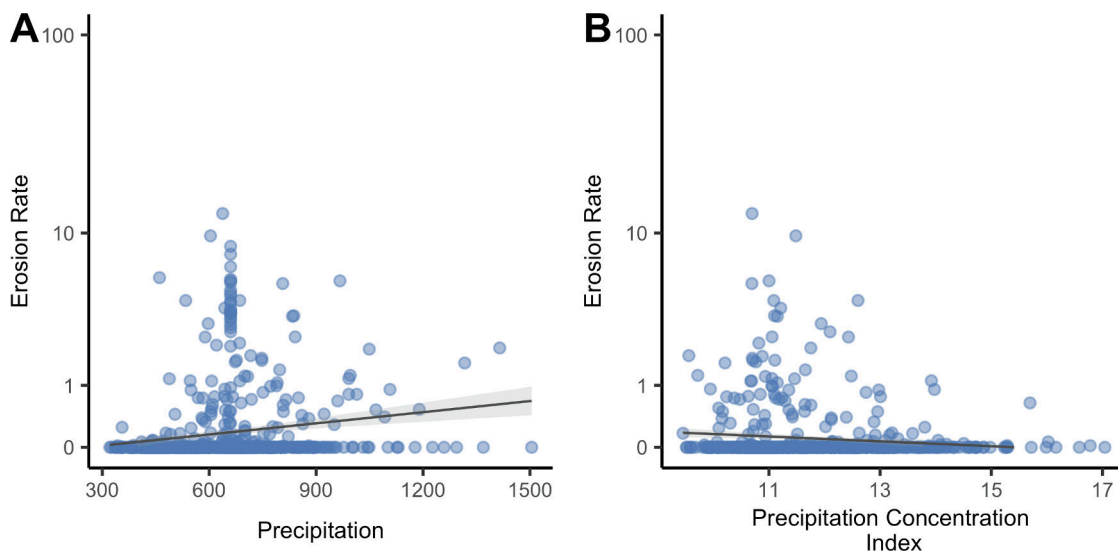 A
100
10
1
0
Erosion Rate
300 600 900 1200 1500
Precipitation
B
100
10
1
0
Erosion Rate
11 13 15 17
Precipitation Concentration
Index